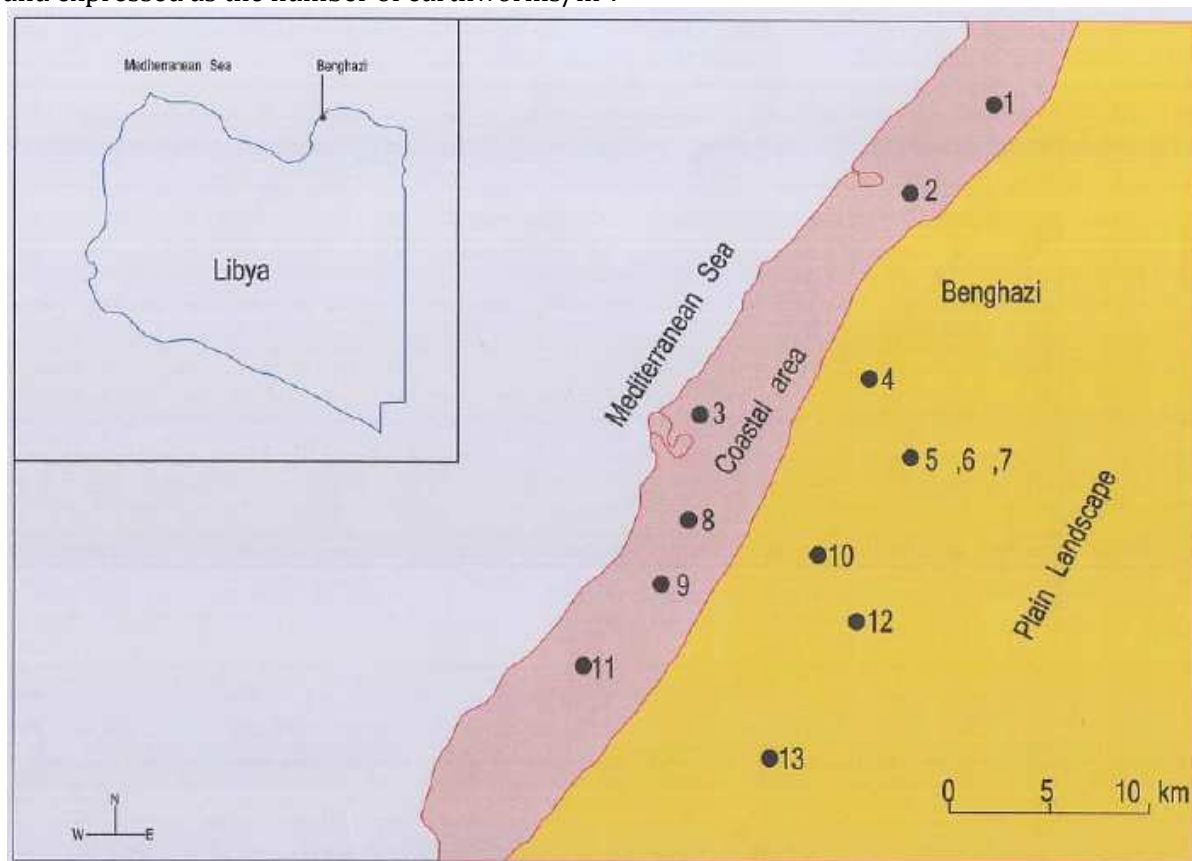 and expressed as the number of earthworms/m².
Mediterranean Sea
Benghazi
Libya
1
2
Mediterranean Sea
Benghazi
4
3
Coastal area
5 ,6 ,7
8
Plain Landscape
10
9
12
11
13
0 5 10 km
N
W E